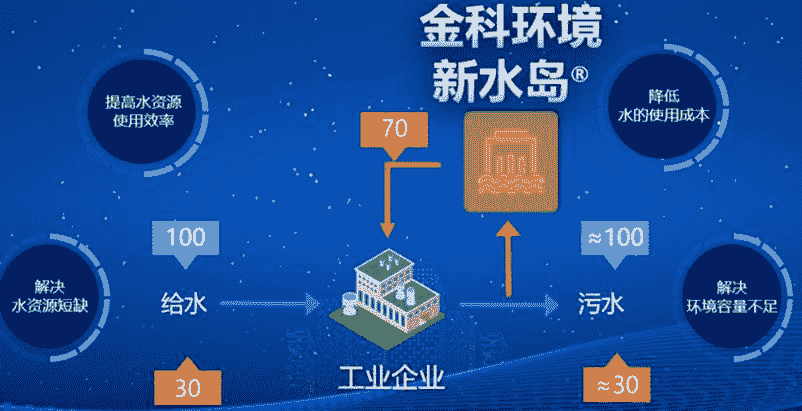 金科环境
新水岛®
提高水资源
使用效率
降低
水的使用成本
70
100
≈100
解决
水资源短缺
给水
污水
解决
环境容量不足
工业企业
30
≈30